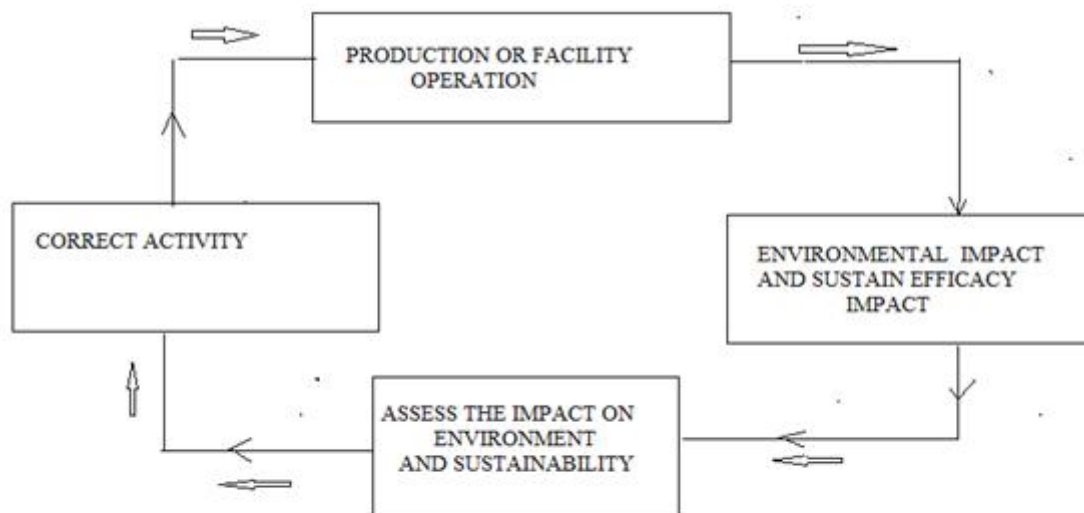 PRODUCTION OR FACILITY
OPERATION
CORRECT ACTIVITY
ENVIRONMENTAL IMPACT
AND SUSTAIN EFFICACY
IMPACT
ASSESS THE IMPACT ON
ENVIRONMENT
AND SUSTAINABILITY